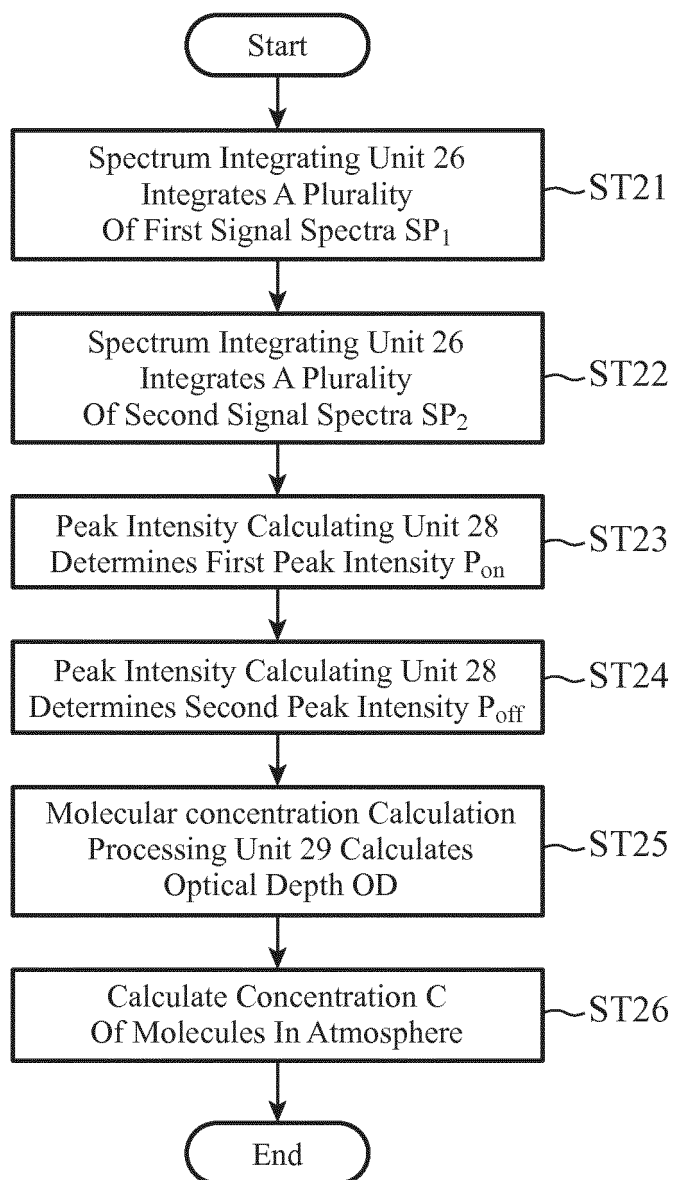 Start
Spectrum Integrating Unit 26
Integrates A Plurality
Of First Signal Spectra SP₁
ST21
Spectrum Integrating Unit 26
Integrates A Plurality
Of Second Signal Spectra SP₂
ST22
Peak Intensity Calculating Unit 28
Determines First Peak Intensity Pon
ST23
Peak Intensity Calculating Unit 28
Determines Second Peak Intensity Poff
ST24
Molecular concentration Calculation
Processing Unit 29 Calculates
Optical Depth OD
ST25
Calculate Concentration C
Of Molecules In Atmosphere
ST26
End